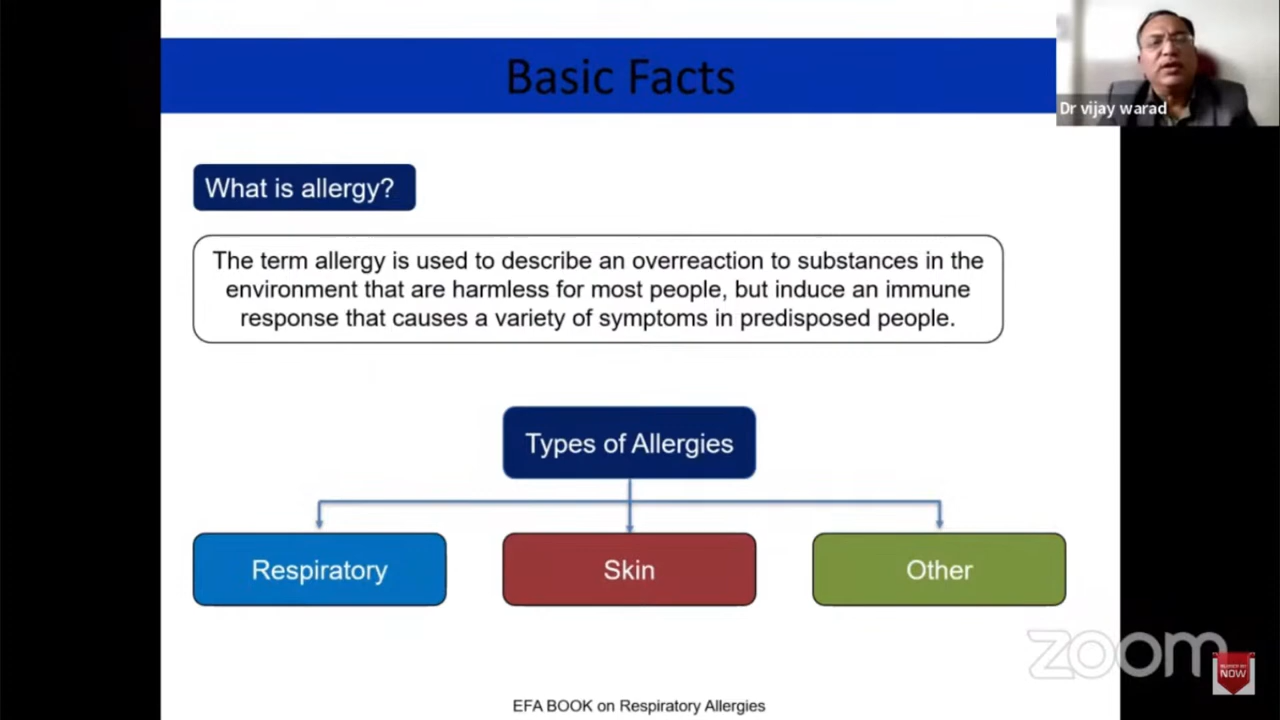 Basic Facts
Dr vijay warad
What is allergy?
The term allergy is used to describe an overreaction to substances in the
environment that are harmless for most people, but induce an immune
response that causes a variety of symptoms in predisposed people.
Types of Allergies
Respiratory
Skin
Other
zoom
NOW
EFA BOOK on Respiratory Allergies